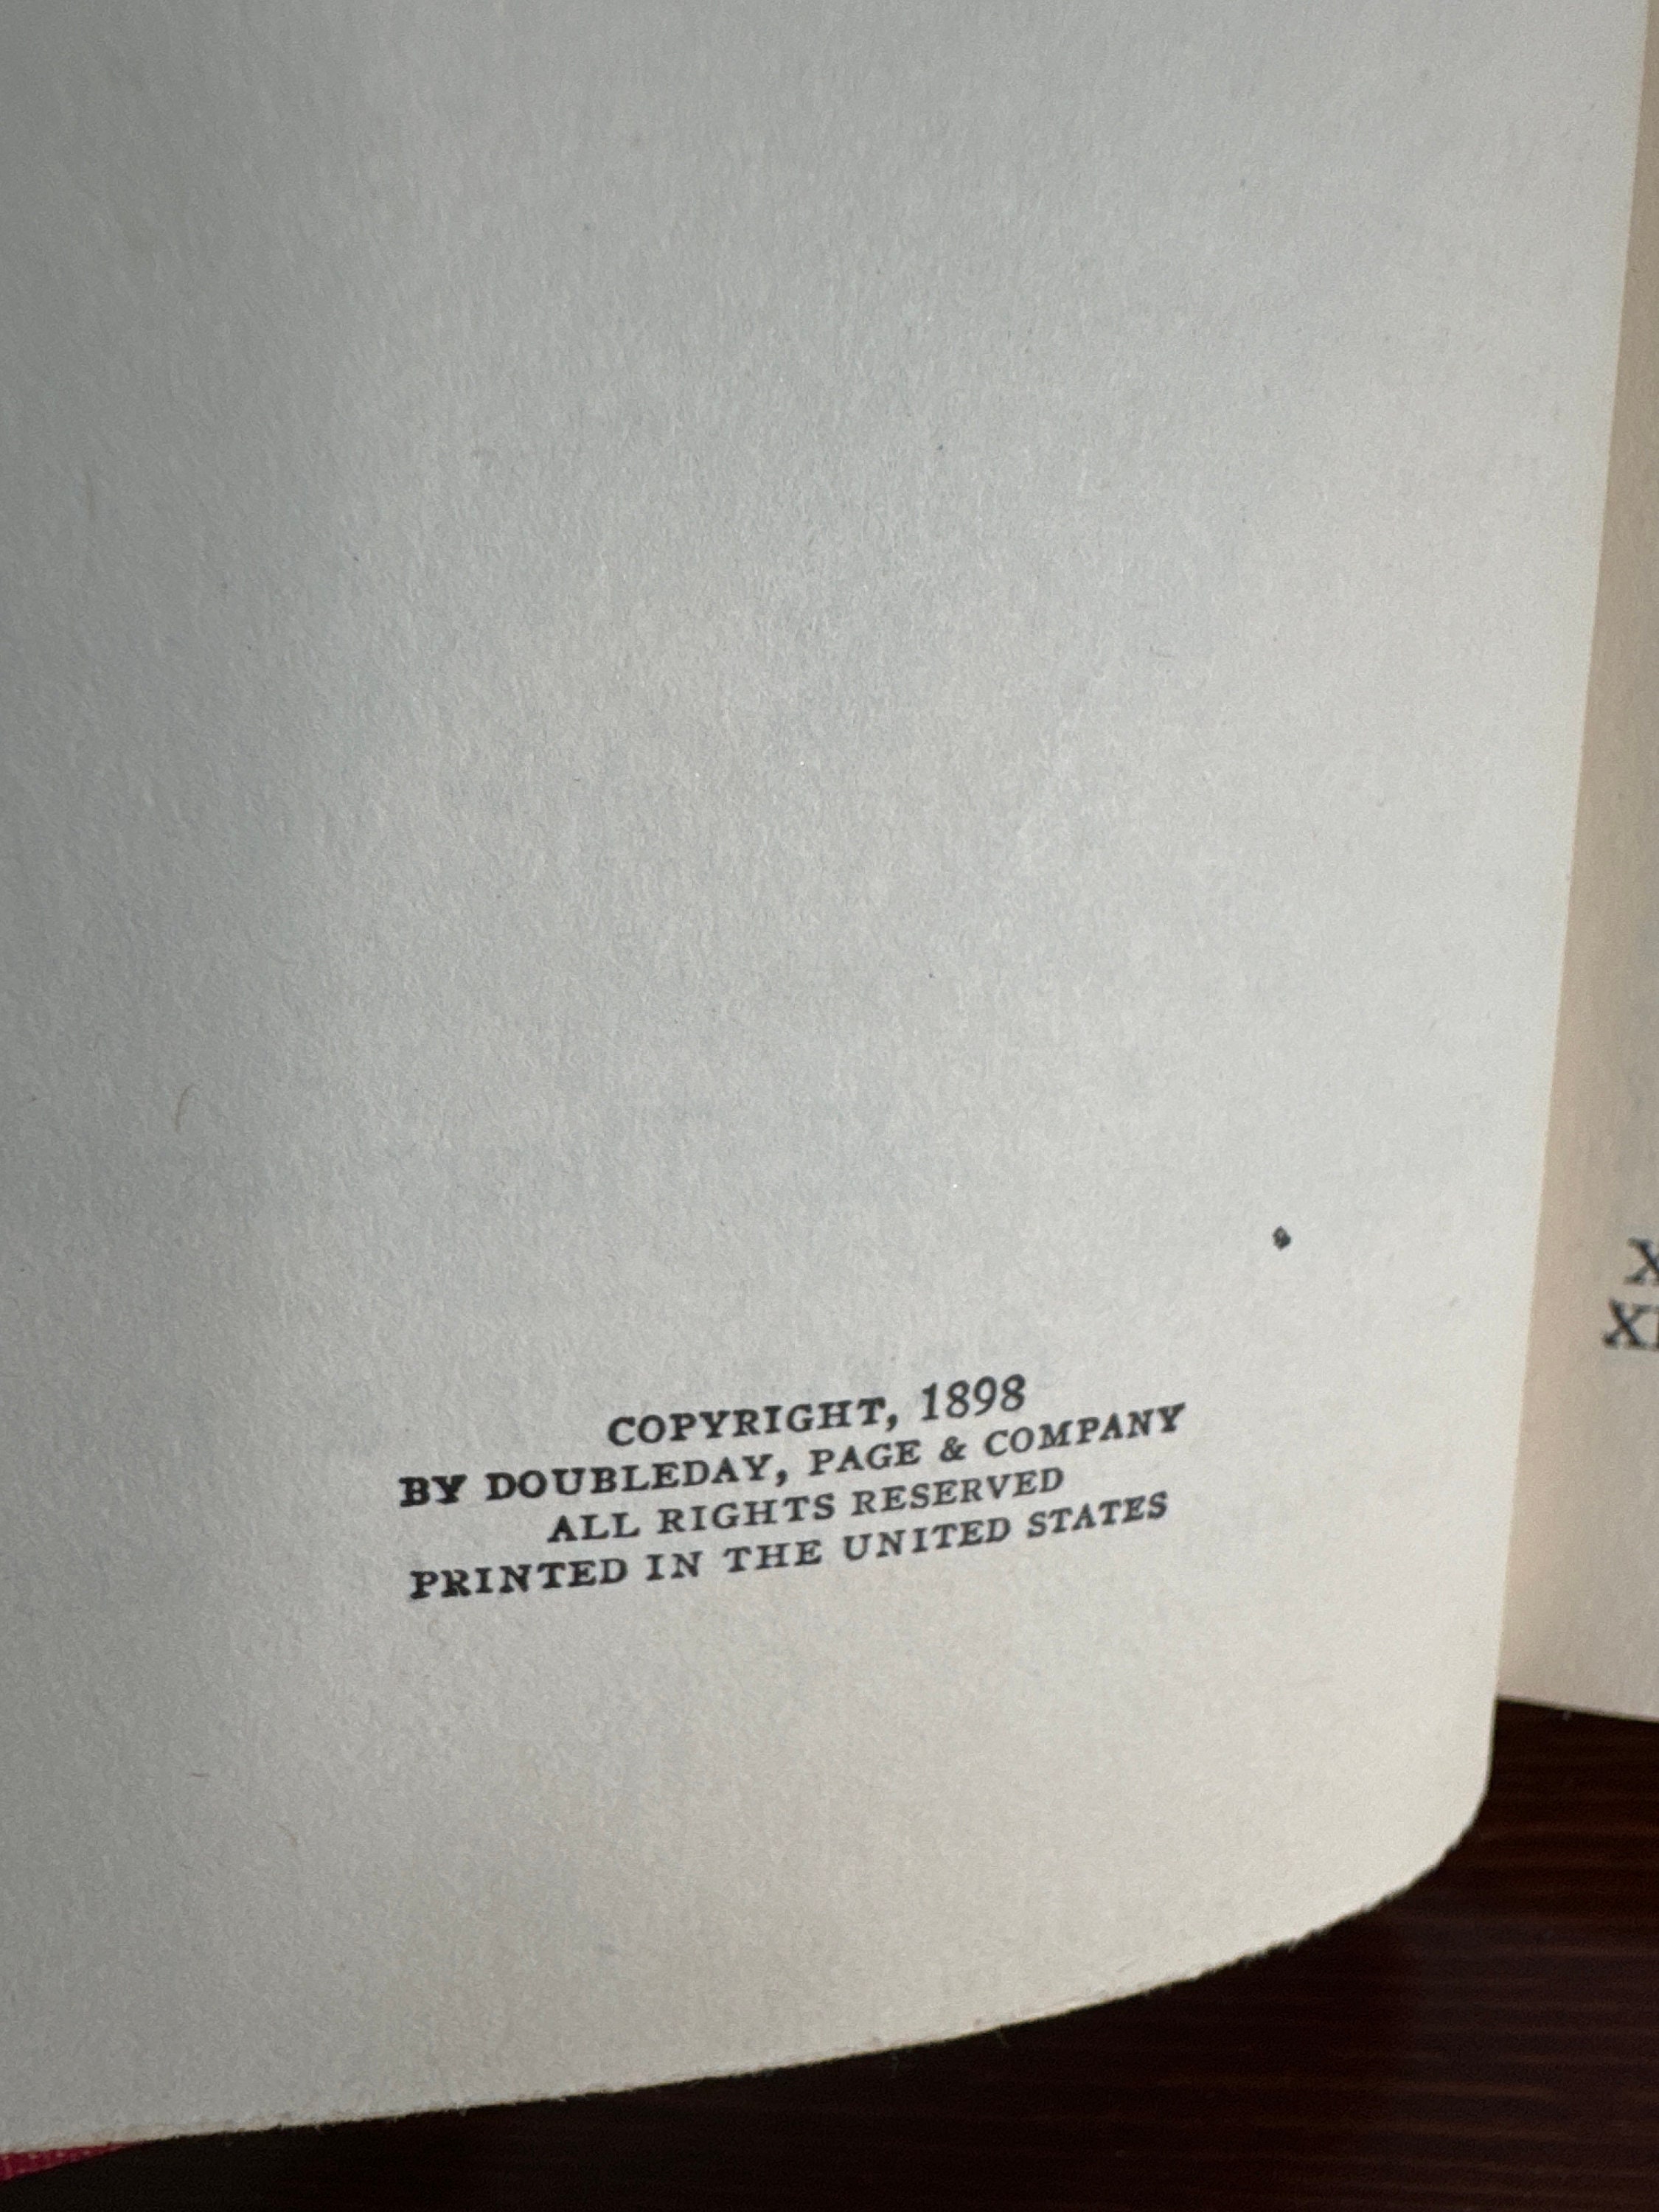 COPYRIGHT, 1898
BY DOUBLEDAY, PAGE & COMPANY
ALL RIGHTS RESERVED
PRINTED IN THE UNITED STATES